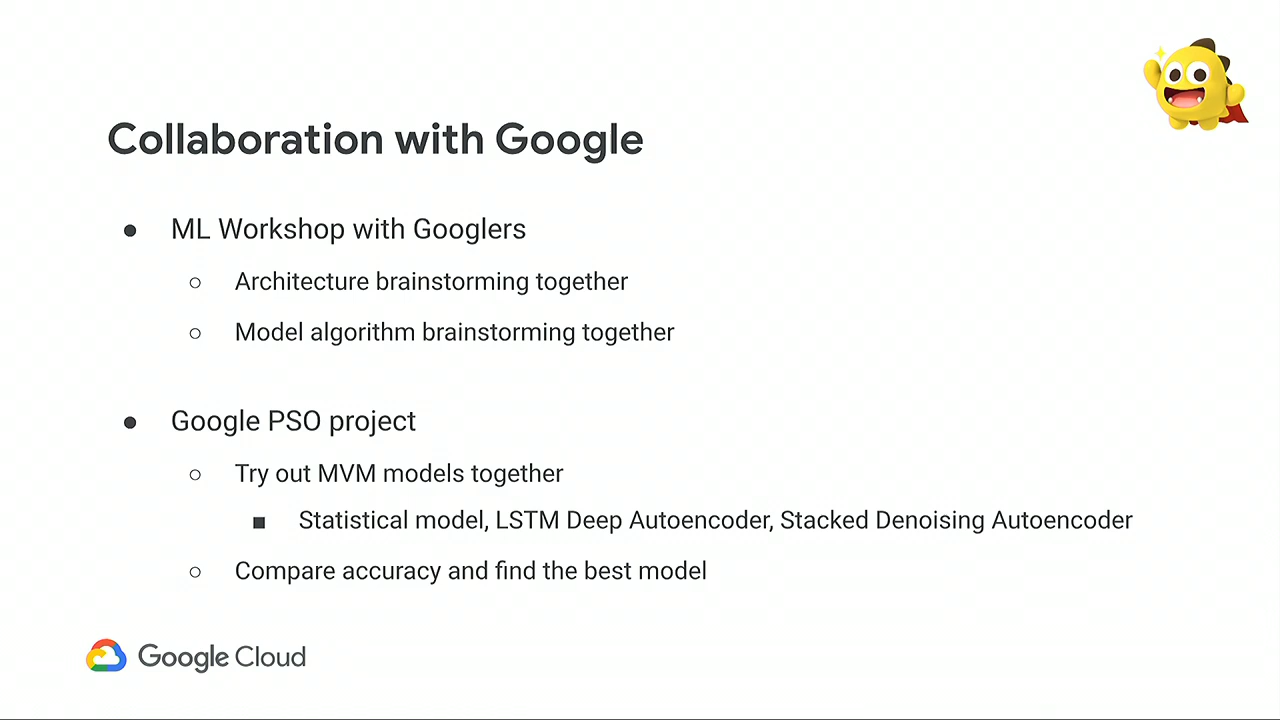 Collaboration with Google
● ML Workshop with Googlers
○ Architecture brainstorming together
○ Model algorithm brainstorming together
● Google PSO project
○ Try out MVM models together
■ Statistical model, LSTM Deep Autoencoder, Stacked Denoising Autoencoder
○ Compare accuracy and find the best model
Google Cloud